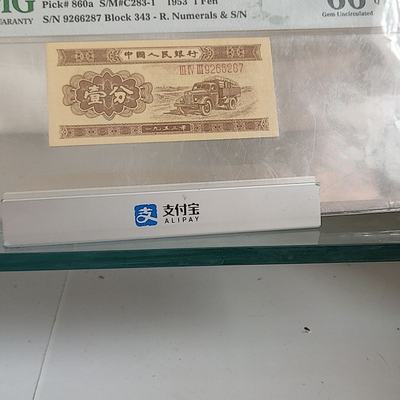 Pick# 860a S/M#C283-1 1953 1 Fen
S/N 9266287 Block 343 - R. Numerals & S/N
66
Q
Gem Uncirculated
中國人民銀行
III IV III 9266287
壹分
一九五三年
支付宝
ALIPAY